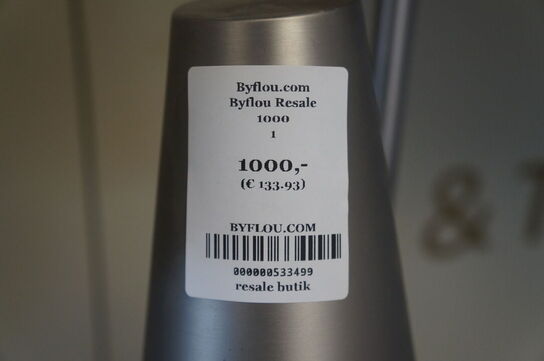 Byflou.com
Byflou Resale
1000
1
1000,-
(€ 133.93)
BYFLOU.COM
000000533499
resale butik
& T